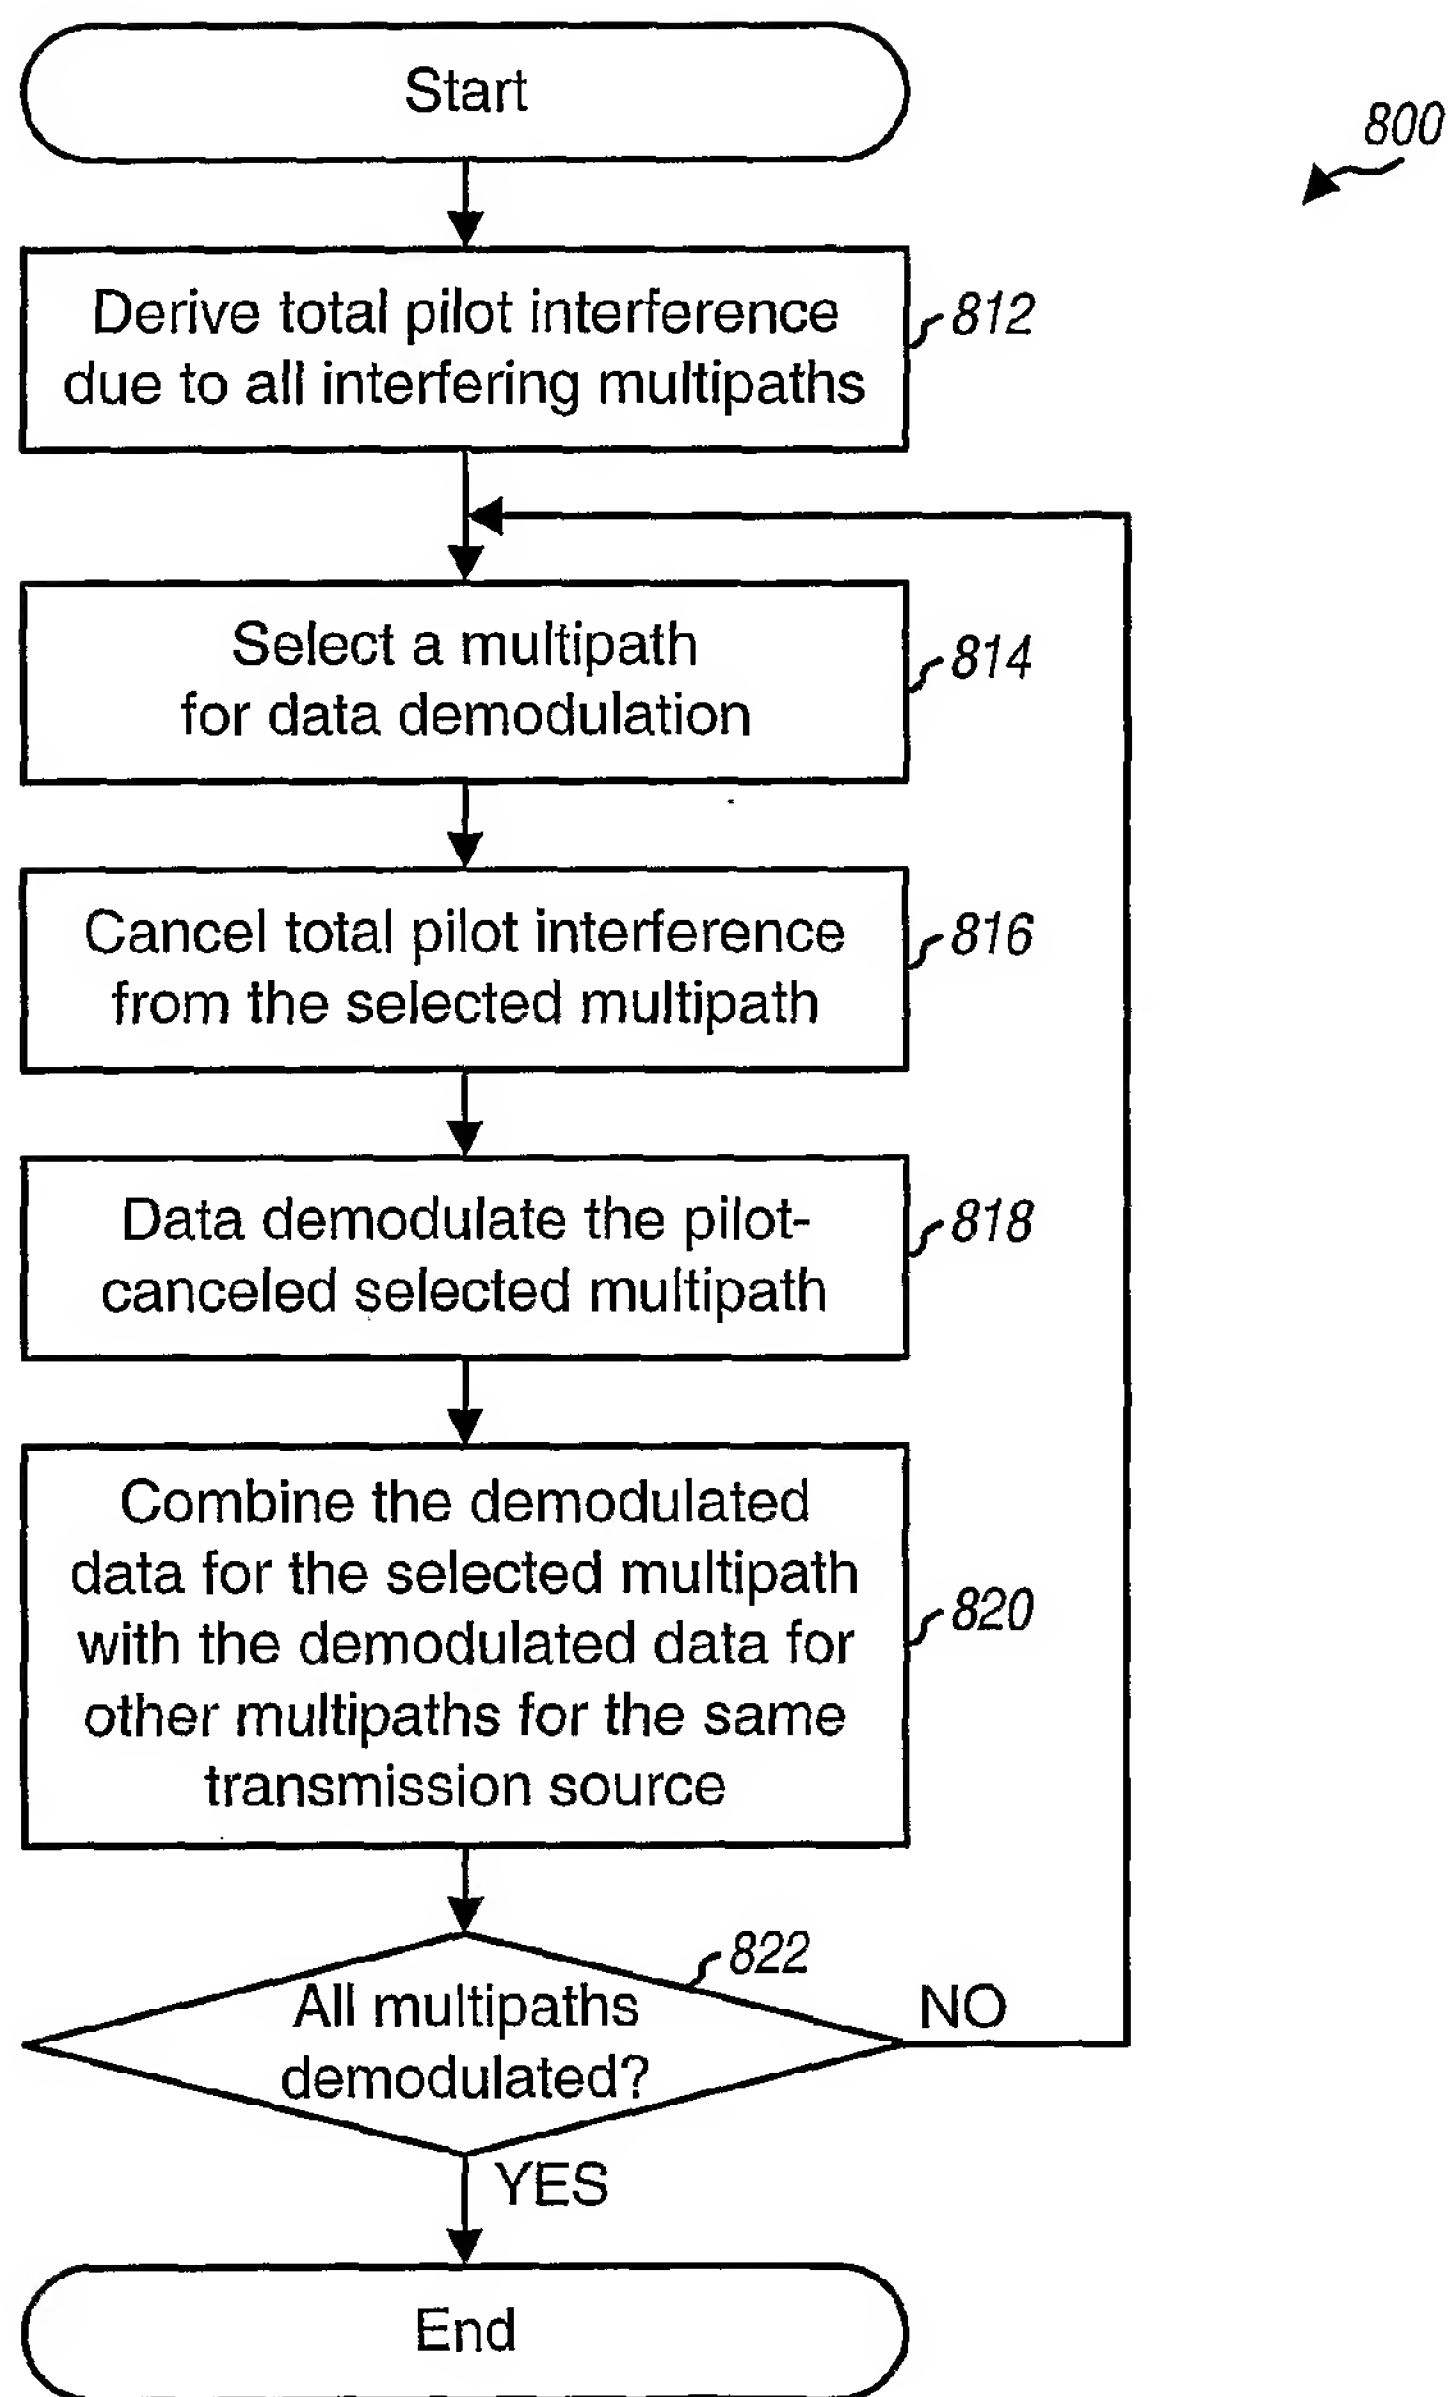 Start
800
Derive total pilot interference
due to all interfering multipaths
812
Select a multipath
for data demodulation
814
Cancel total pilot interference
from the selected multipath
816
Data demodulate the pilot-
canceled selected multipath
818
Combine the demodulated
data for the selected multipath
with the demodulated data for
other multipaths for the same
transmission source
820
822
All multipaths
demodulated?
NO
YES
End